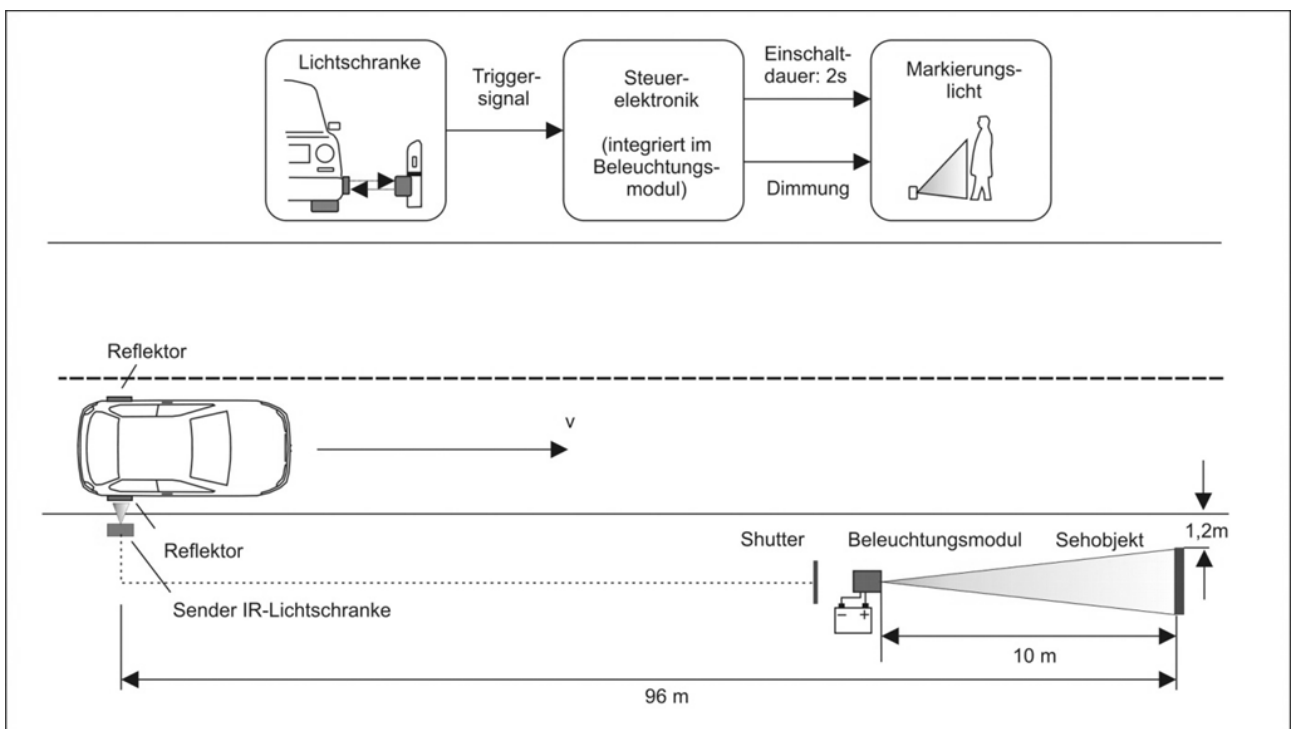 Lichtschranke
Trigger-
signal
Steuer-
elektronik
(integriert im
Beleuchtungs-
modul)
Einschalt-
dauer: 2s
Dimmung
Markierungs-
licht
Reflektor
v
Reflektor
Sender IR-Lichtschranke
Shutter
Beleuchtungsmodul
Sehobjekt
1,2m
− +
10 m
96 m